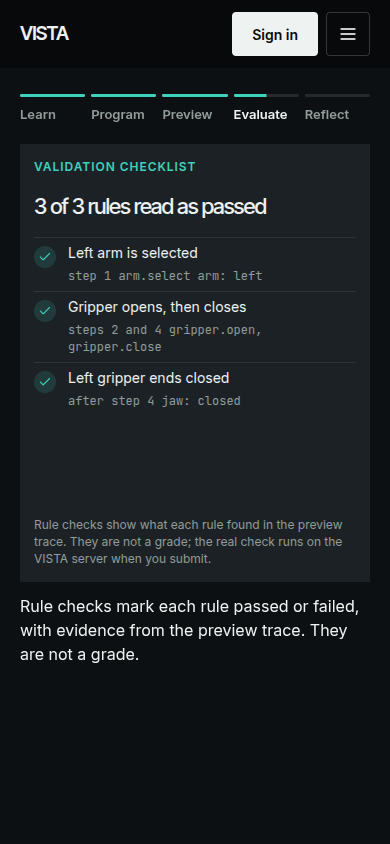 VISTA
Sign in
Learn
Program
Preview
Evaluate
Reflect
VALIDATION CHECKLIST
3 of 3 rules read as passed
Left arm is selected
step 1 arm.select arm: left
Gripper opens, then closes
steps 2 and 4 gripper.open,
gripper.close
Left gripper ends closed
after step 4 jaw: closed
Rule checks show what each rule found in the preview
trace. They are not a grade; the real check runs on the
VISTA server when you submit.
Rule checks mark each rule passed or failed,
with evidence from the preview trace. They
are not a grade.